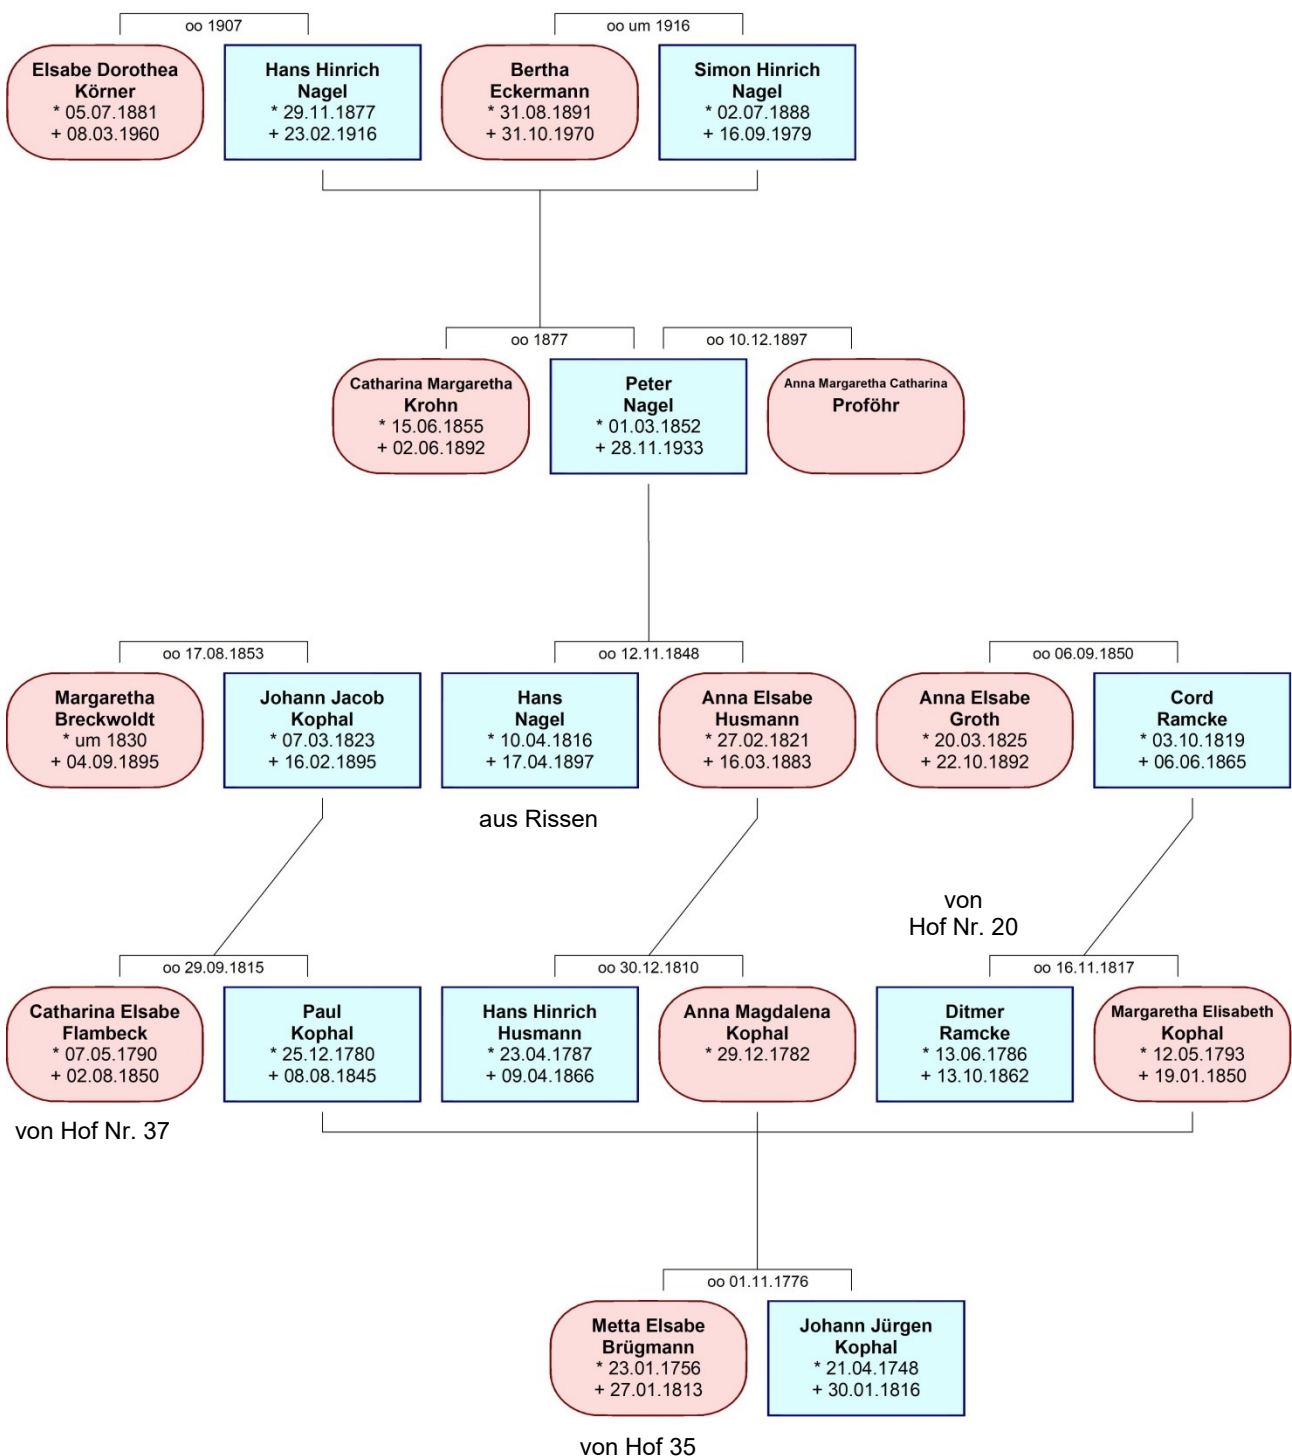 oo 1907
oo um 1916
Elsabe Dorothea
Körner
* 05.07.1881
+ 08.03.1960
Hans Hinrich
Nagel
* 29.11.1877
+ 23.02.1916
Bertha
Eckermann
* 31.08.1891
+ 31.10.1970
Simon Hinrich
Nagel
* 02.07.1888
+ 16.09.1979
oo 1877
oo 10.12.1897
Catharina Margaretha
Krohn
* 15.06.1855
+ 02.06.1892
Peter
Nagel
* 01.03.1852
+ 28.11.1933
Anna Margaretha Catharina
Proföhr
oo 17.08.1853
oo 12.11.1848
oo 06.09.1850
Margaretha
Breckwoldt
* um 1830
+ 04.09.1895
Johann Jacob
Kophal
* 07.03.1823
+ 16.02.1895
Hans
Nagel
* 10.04.1816
+ 17.04.1897
Anna Elsabe
Husmann
* 27.02.1821
+ 16.03.1883
Anna Elsabe
Groth
* 20.03.1825
+ 22.10.1892
Cord
Ramcke
* 03.10.1819
+ 06.06.1865
aus Rissen
von
Hof Nr. 20
oo 29.09.1815
oo 30.12.1810
oo 16.11.1817
Catharina Elsabe
Flambeck
* 07.05.1790
+ 02.08.1850
Paul
Kophal
* 25.12.1780
+ 08.08.1845
Hans Hinrich
Husmann
* 23.04.1787
+ 09.04.1866
Anna Magdalena
Kophal
* 29.12.1782
Ditmer
Ramcke
* 13.06.1786
+ 13.10.1862
Margaretha Elisabeth
Kophal
* 12.05.1793
+ 19.01.1850
von Hof Nr. 37
oo 01.11.1776
Metta Elsabe
Brügmann
* 23.01.1756
+ 27.01.1813
Johann Jürgen
Kophal
* 21.04.1748
+ 30.01.1816
von Hof 35